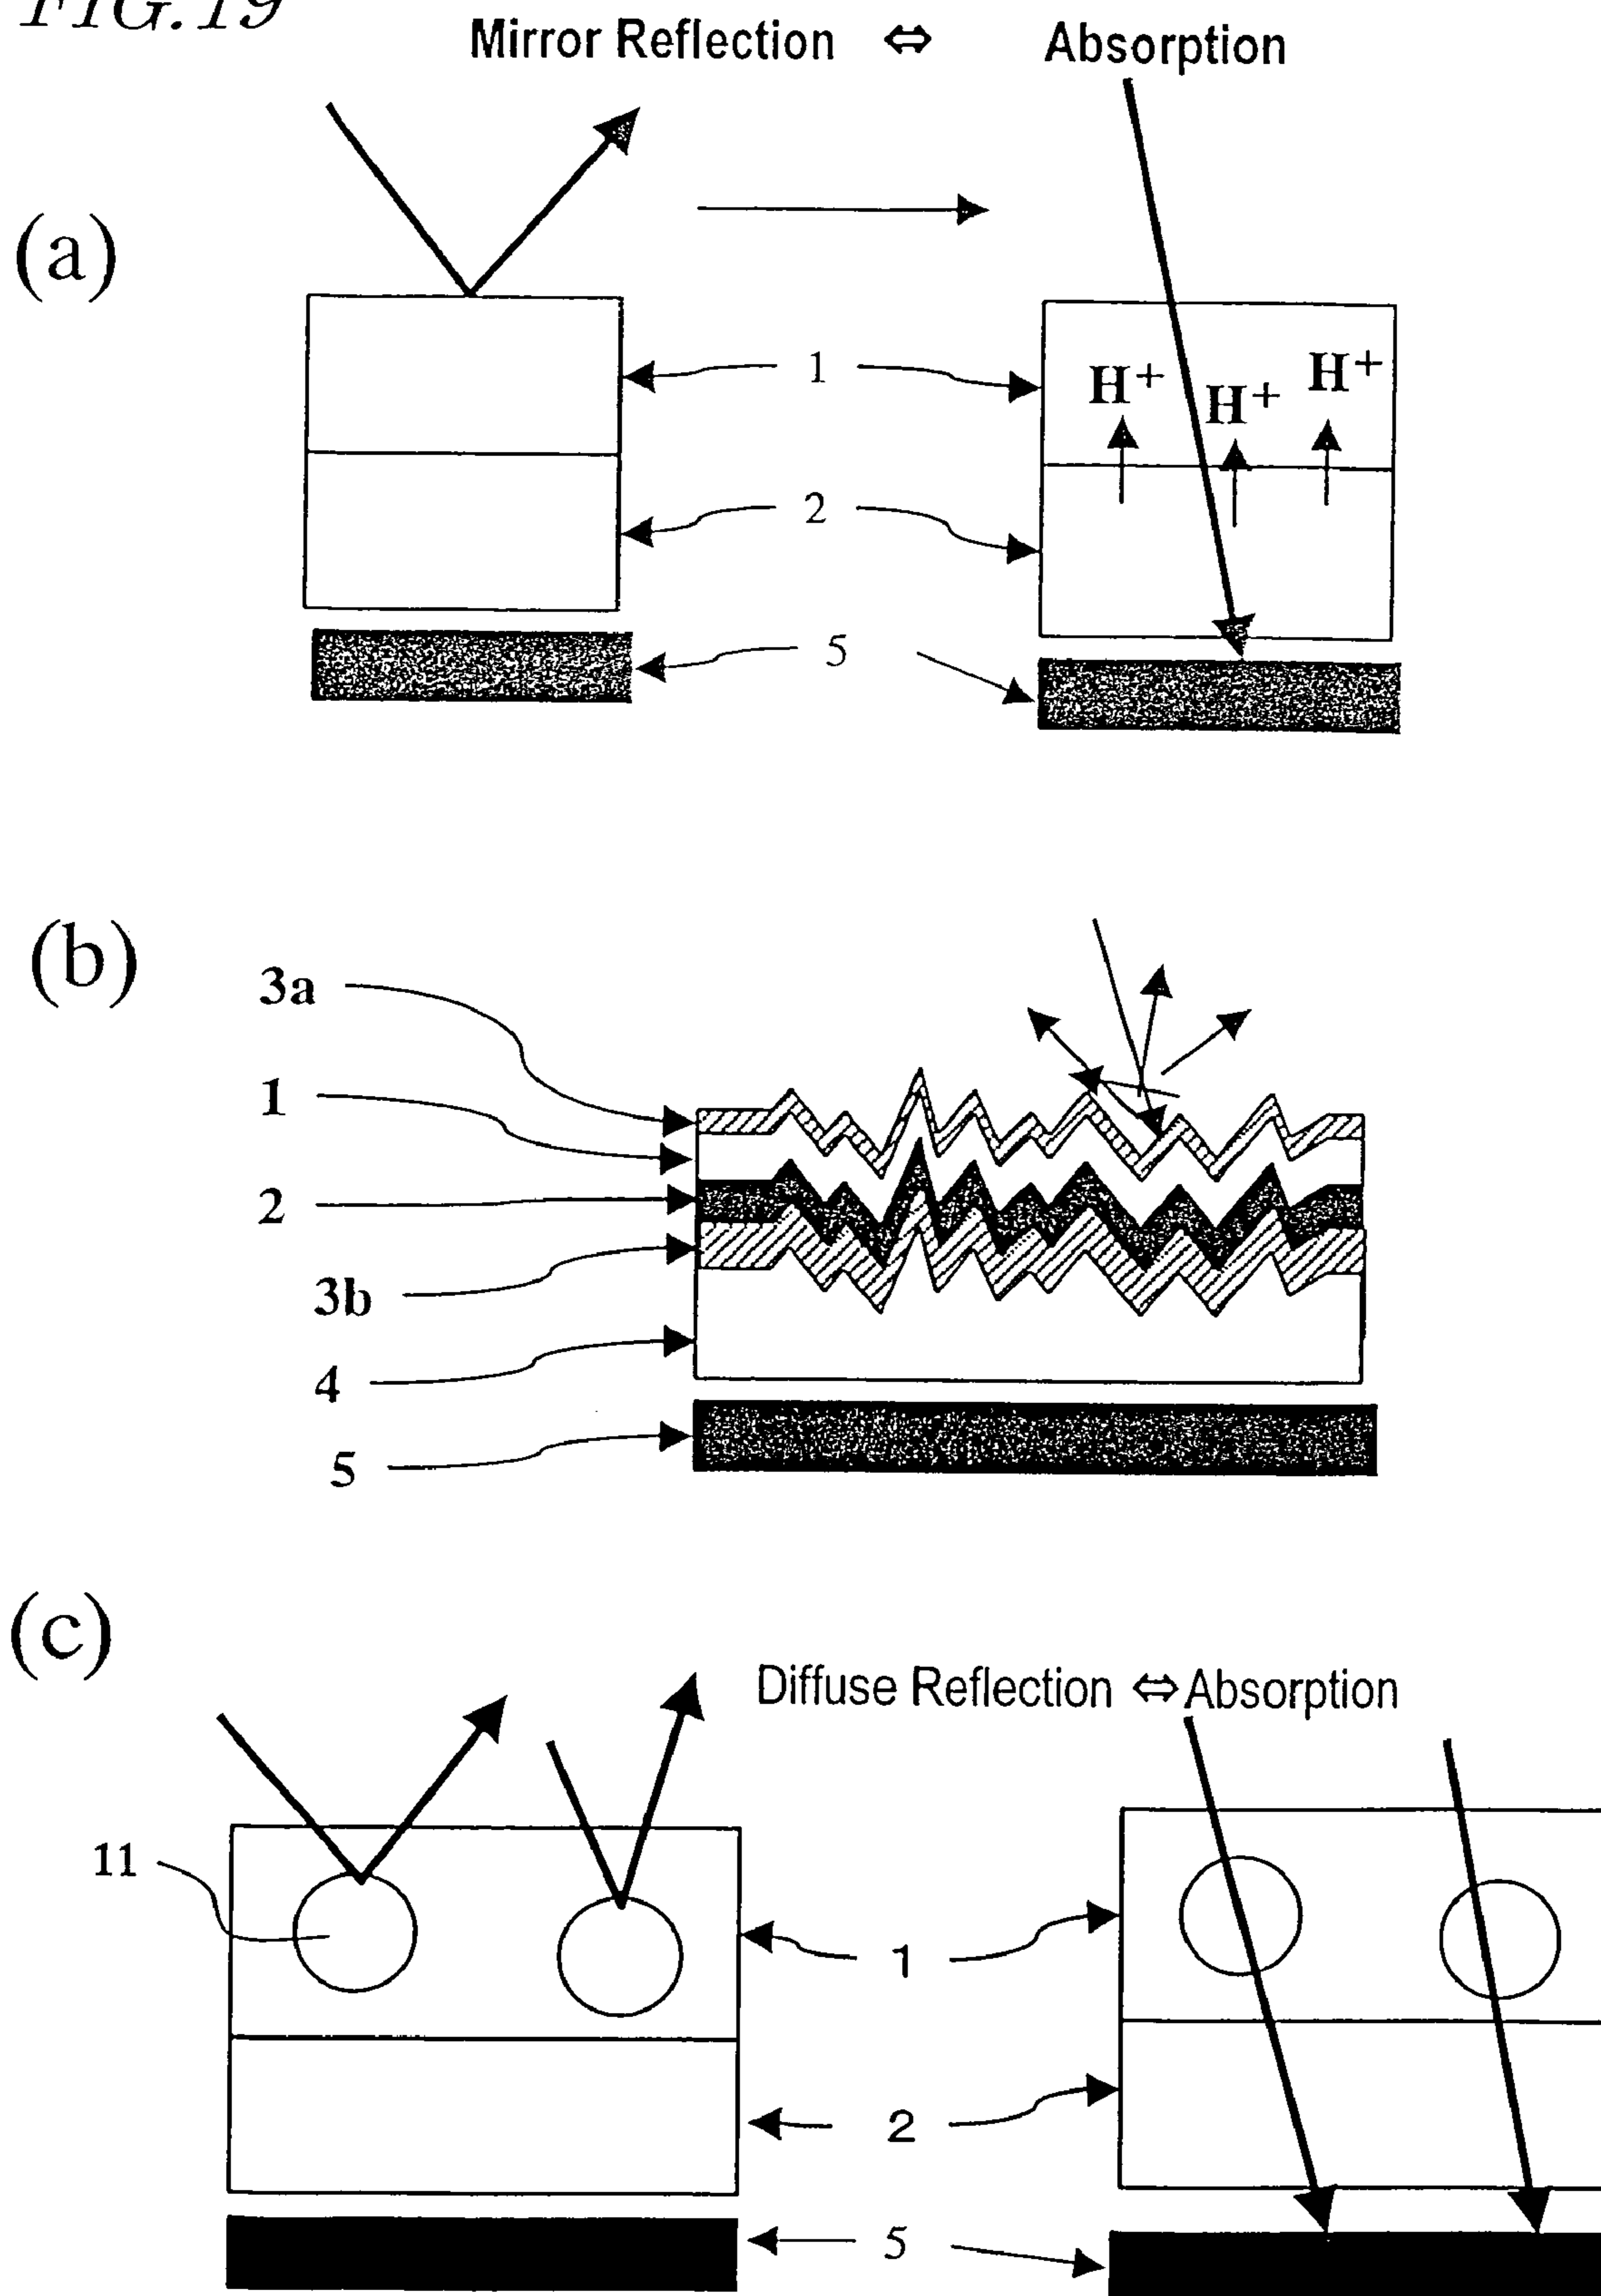 FIG.19
Mirror Reflection ⇔ Absorption
(a)
1
H+ H+ H+
2
5
(b)
3a
1
2
3b
4
5
(c)
Diffuse Reflection ⇔ Absorption
11
1
2
5